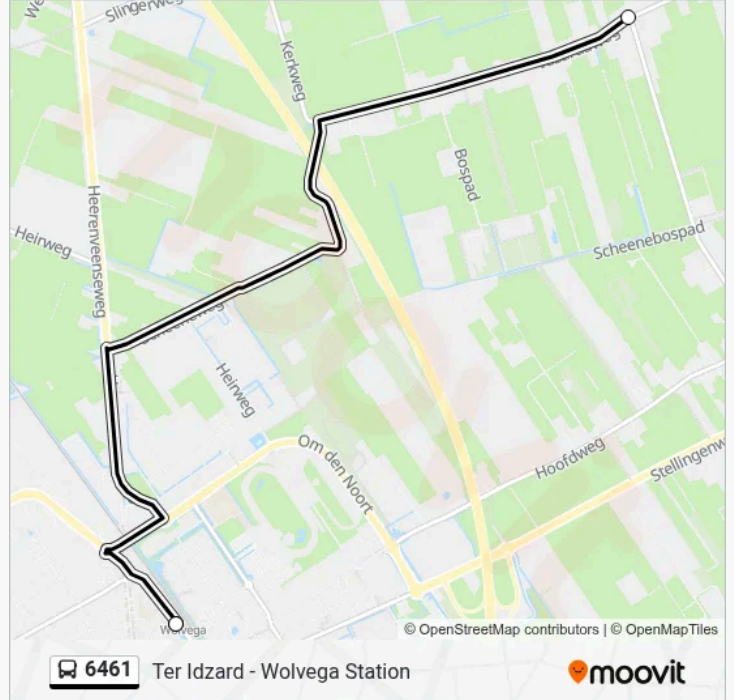 Slingerweg
Kerkweg
Bospad
Heerenveenseweg
Heirweg
Scheenebospad
Heirweg
Om den Noort
Hoofdweg
Stellingenw
Wolvega
© OpenStreetMap contributors | © OpenMapTiles
6461 Ter Idzard - Wolvega Station
moovit